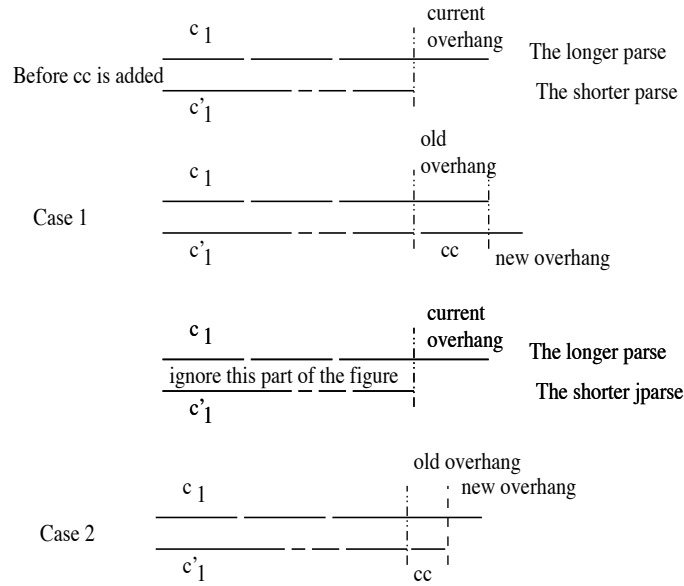 c 1
current
overhang
The longer parse
Before cc is added
The shorter parse
c' 1
old
overhang
c 1
Case 1
c' 1
cc
new overhang
current
overhang
c 1
The longer parse
ignore this part of the figure
The shorter jparse
c' 1
old overhang
new overhang
c 1
Case 2
c' 1
cc